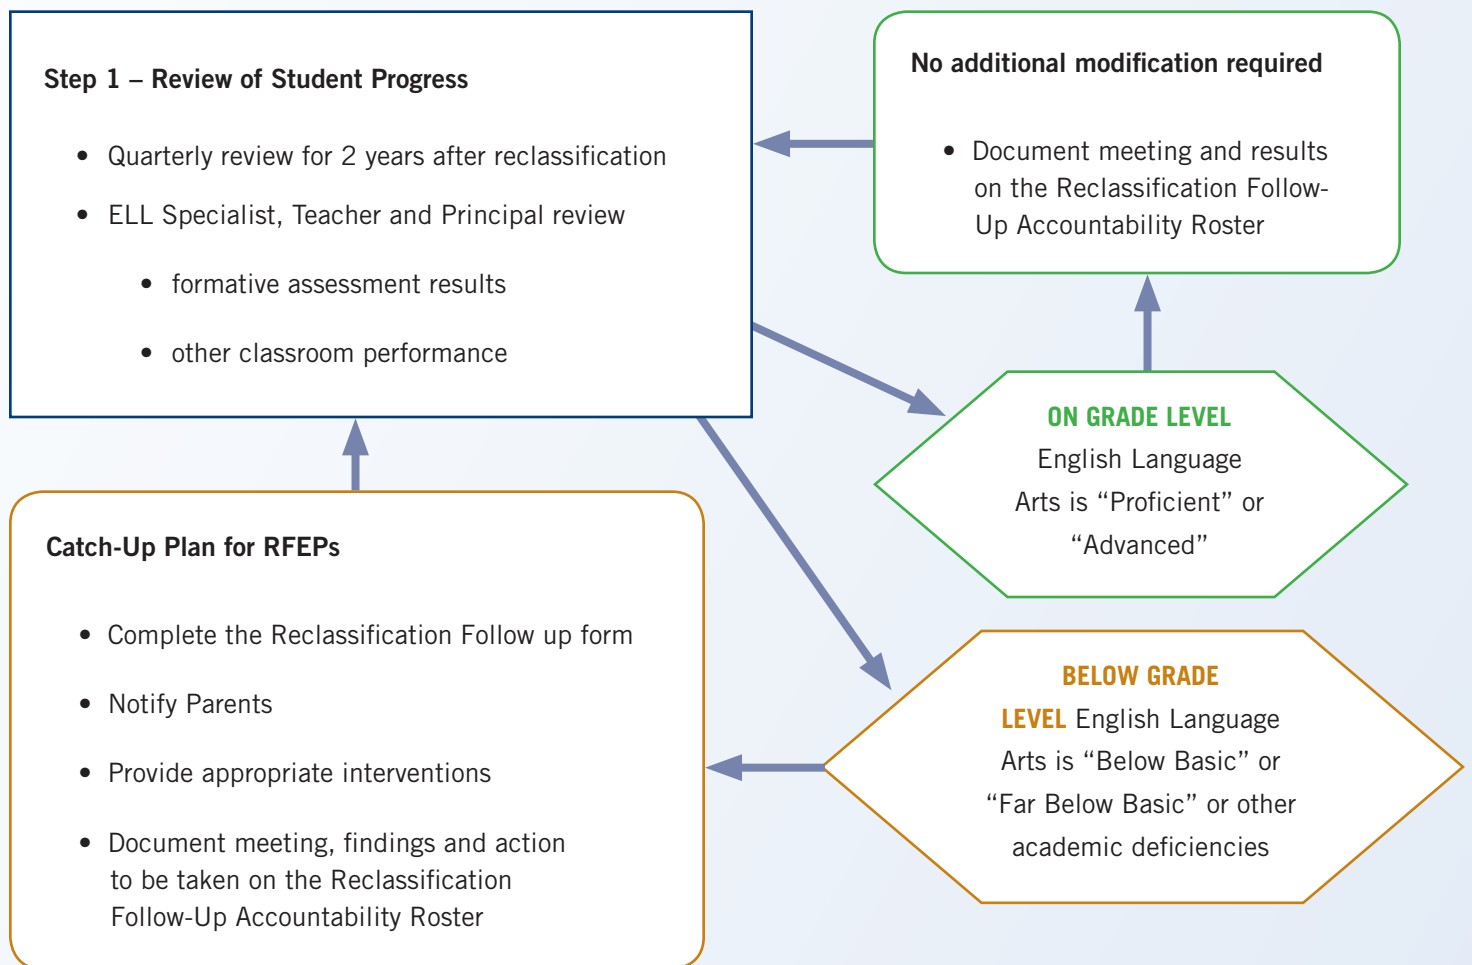 Step 1 – Review of Student Progress
• Quarterly review for 2 years after reclassification
• ELL Specialist, Teacher and Principal review
• formative assessment results
• other classroom performance
No additional modification required
• Document meeting and results
on the Reclassification Follow-
Up Accountability Roster
ON GRADE LEVEL
English Language
Arts is “Proficient” or
“Advanced”
Catch-Up Plan for RFEPs
• Complete the Reclassification Follow up form
• Notify Parents
• Provide appropriate interventions
• Document meeting, findings and action
to be taken on the Reclassification
Follow-Up Accountability Roster
BELOW GRADE
LEVEL English Language
Arts is “Below Basic” or
“Far Below Basic” or other
academic deficiencies